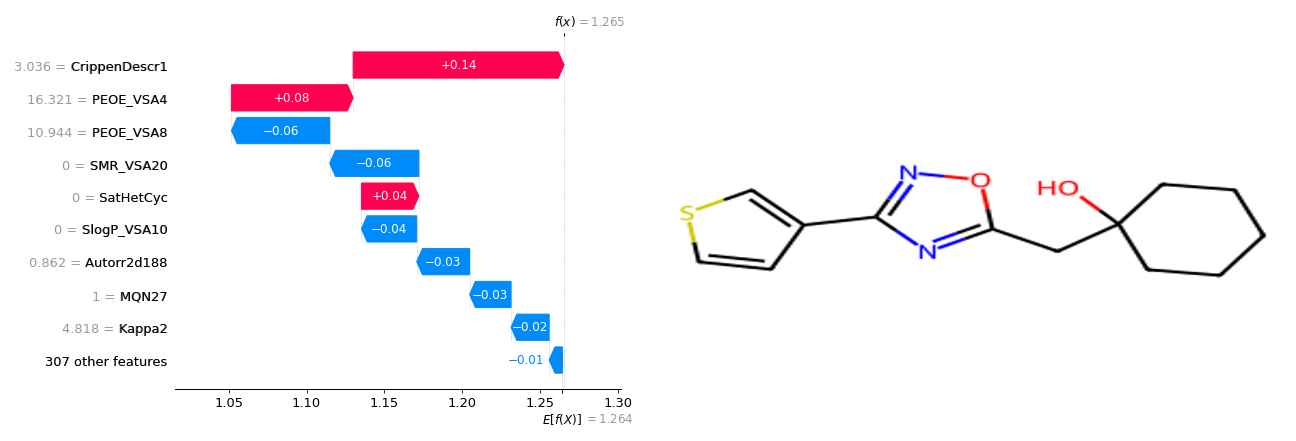 f(x) = 1.265
3.036 = CrippenDescr1
+0.14
16.321 = PEOE_VSA4
+0.08
10.944 = PEOE_VSA8
−0.06
0 = SMR_VSA20
−0.06
0 = SatHetCyc
+0.04
0 = SlogP_VSA10
−0.04
0.862 = Autorr2d188
−0.03
1 = MQN27
−0.03
4.818 = Kappa2
−0.02
307 other features
−0.01
1.05 1.10 1.15 1.20 1.25 1.30
E[f(X)] = 1.264
N
O
HO
S
N